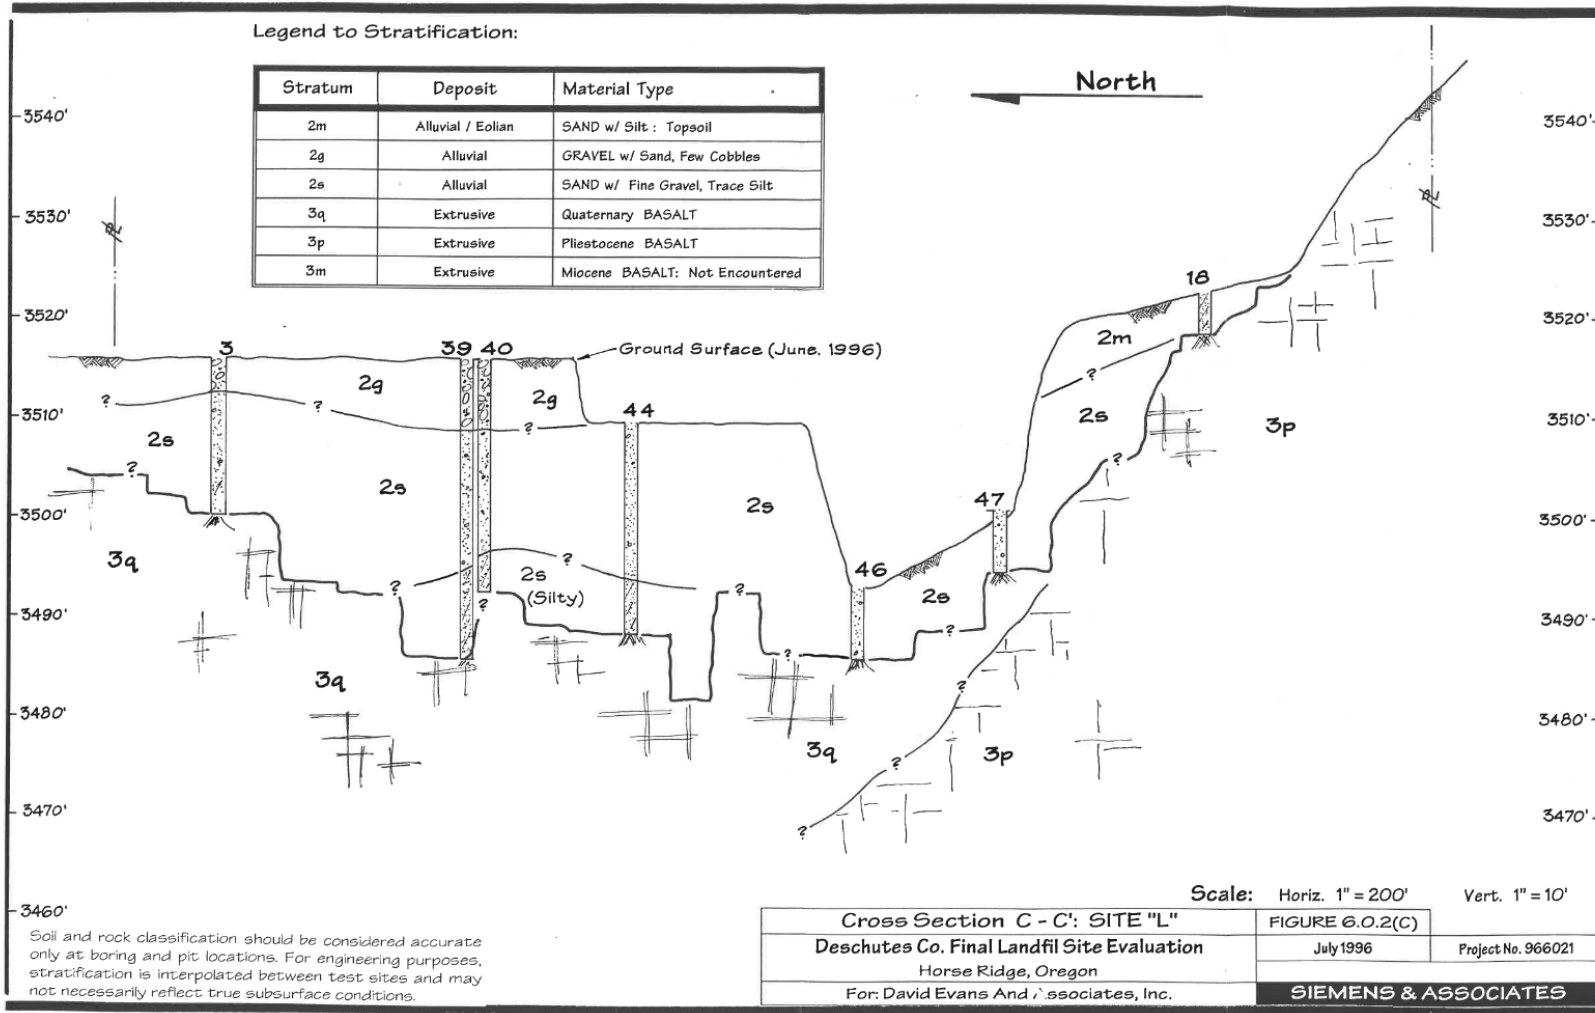 Legend to Stratification:
Stratum Deposit Material Type
2m Alluvial / Eolian SAND w/ Silt : Topsoil
2g Alluvial GRAVEL w/ Sand, Few Cobbles
2s Alluvial SAND w/ Fine Gravel, Trace Silt
3q Extrusive Quaternary BASALT
3p Extrusive Pliestocene BASALT
3m Extrusive Miocene BASALT: Not Encountered
North
3540' 3540'
3530' 3530'
3520' 3520'
3510' 3510'
3500' 3500'
3490' 3490'
3480' 3480'
3470' 3470'
3460'
18
3 39 40 Ground Surface (June. 1996)
2m
?
2g 2g
? ? ?
44
2s 3p
2s
? ?
2s 2s
47
3q
? ?
46
2s
(Silty)
2s
? ? ?
?
?
3q
?
3q 3p
?
?
Scale: Horiz. 1" = 200' Vert. 1" = 10'
Cross Section C - C': SITE "L"
FIGURE 6.0.2(C)
Deschutes Co. Final Landfil Site Evaluation
July 1996
Project No. 966021
Horse Ridge, Oregon
For: David Evans And ssociates, Inc.
SIEMENS & ASSOCIATES
Soil and rock classification should be considered accurate
only at boring and pit locations. For engineering purposes,
stratification is interpolated between test sites and may
not necessarily reflect true subsurface conditions.